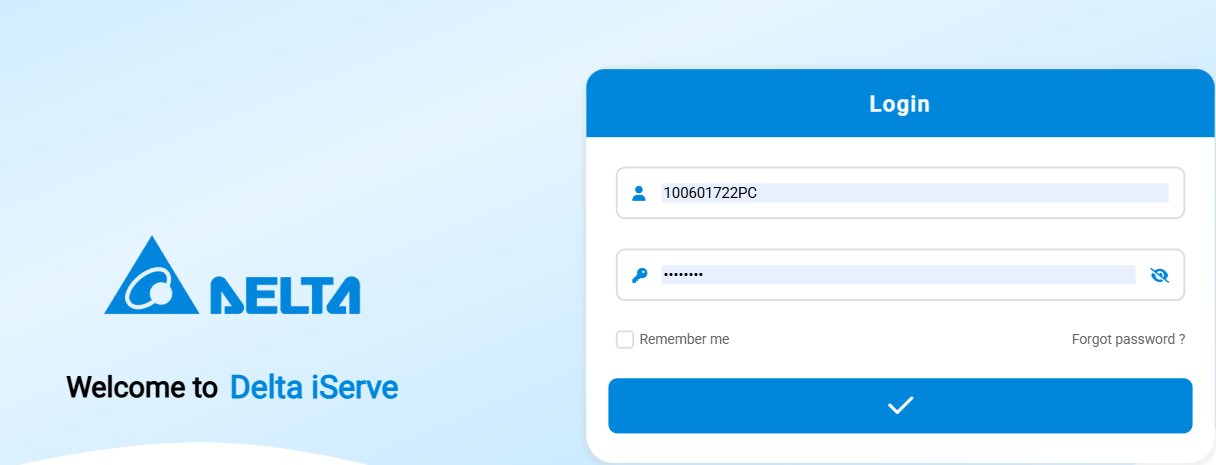 Login
100601722PC
••••••••
Remember me
Forgot password ?
DELTA
Welcome to Delta iServe